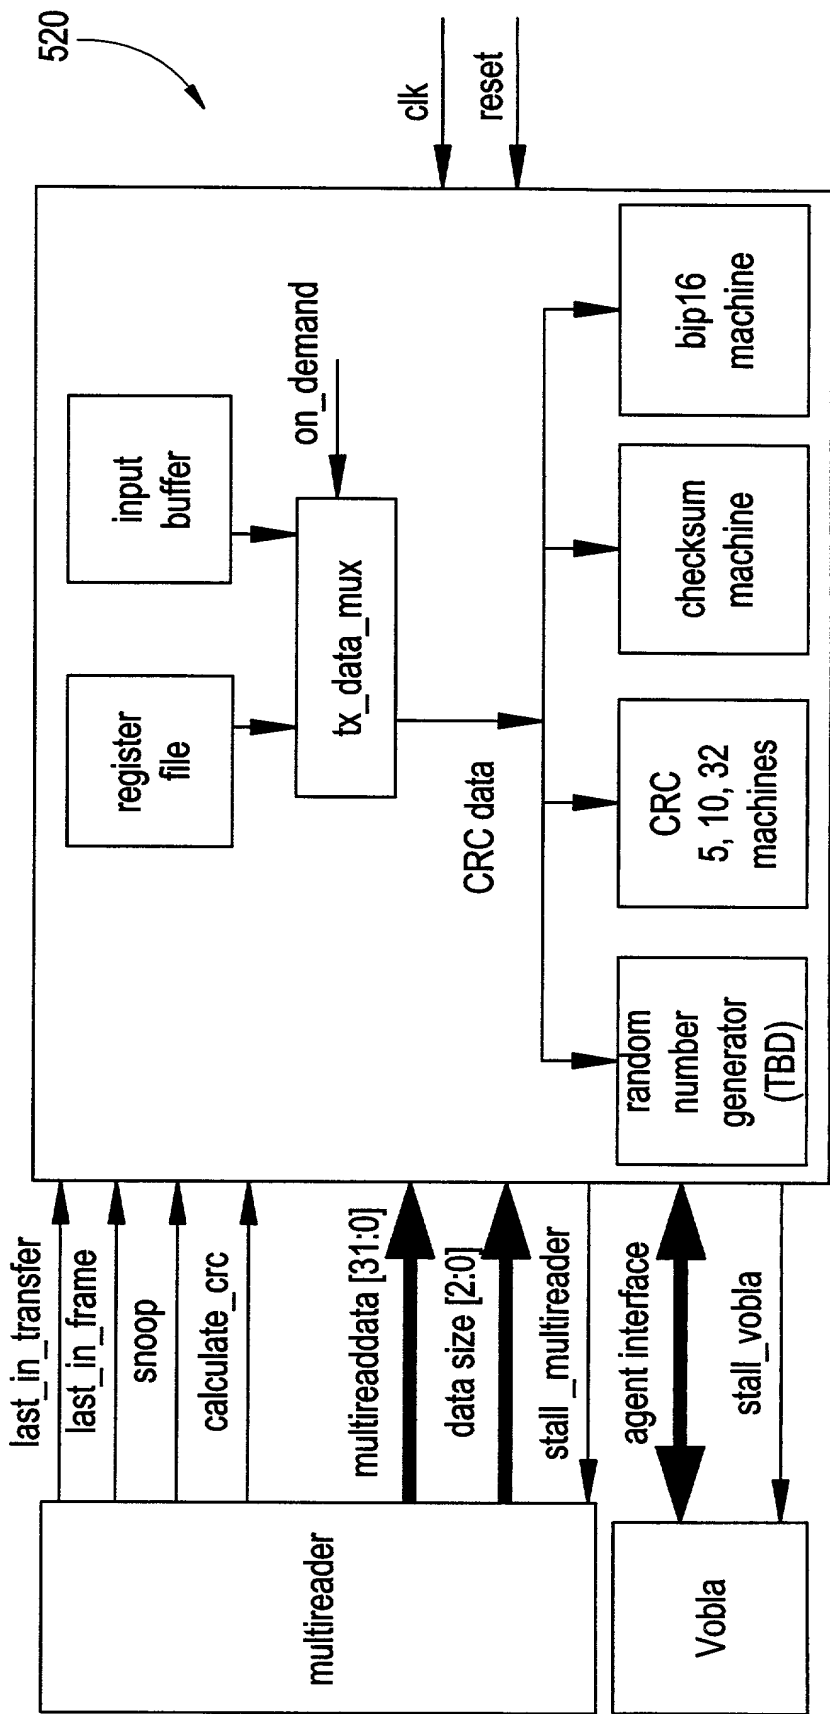 520
clk
reset
input
buffer
register
file
on_demand
tx_data_mux
CRC data
bip16
machine
checksum
machine
CRC
5, 10, 32
machines
random
number
generator
(TBD)
last_in_transfer
last_in_frame
snoop
calculate_crc
multireaddata [31:0]
data size [2:0]
stall_multireader
agent interface
stall_vobla
multireader
Vobla